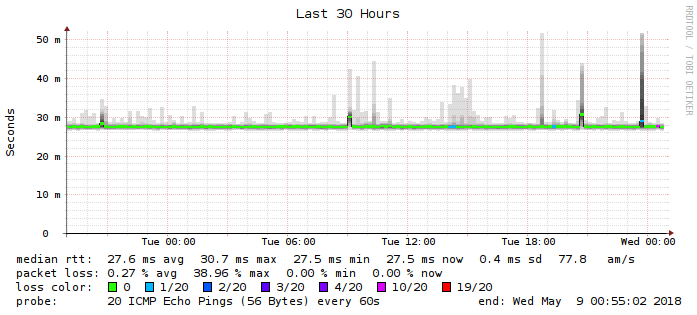 Last 30 Hours
RRDTOOL / TOBI OETIKER
Seconds
50 m
40 m
30 m
20 m
10 m
0
Tue 00:00 Tue 06:00 Tue 12:00 Tue 18:00 Wed 00:00
median rtt: 27.6 ms avg 30.7 ms max 27.5 ms min 27.5 ms now 0.4 ms sd 77.8 am/s
packet loss: 0.27 % avg 38.96 % max 0.00 % min 0.00 % now
loss color: 0 1/20 2/20 3/20 4/20 10/20 19/20
probe: 20 ICMP Echo Pings (56 Bytes) every 60s end: Wed May 9 00:55:02 2018